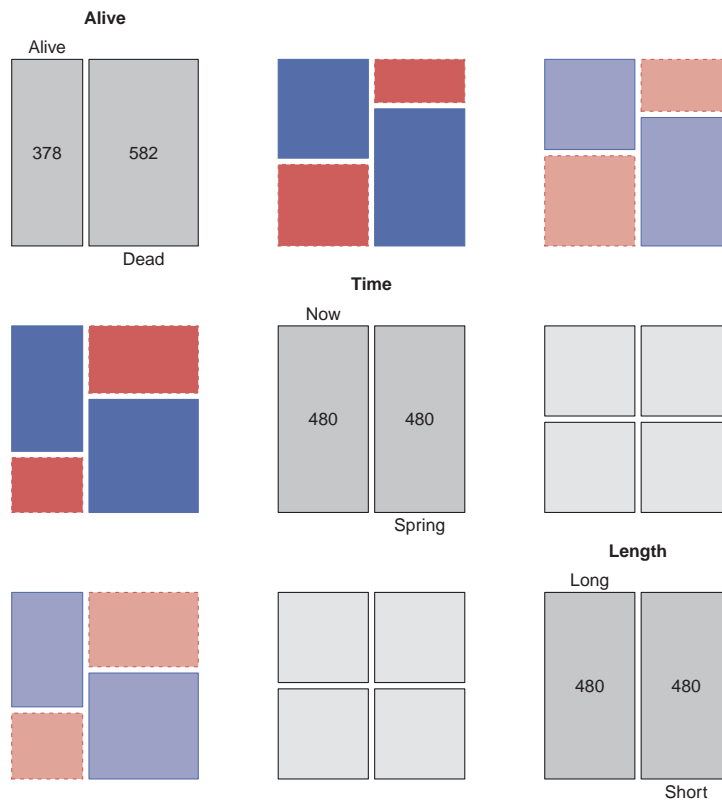 Alive
Alive
378
582
Dead
Time
Now
480
480
Spring
Length
Long
480
480
Short